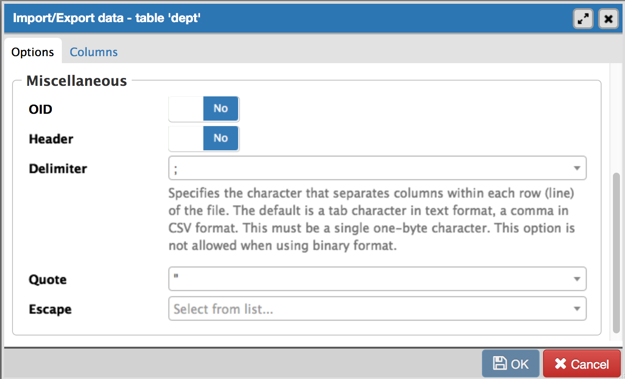 Import/Export data - table 'dept'
Options Columns
Miscellaneous
OID No
Header No
Delimiter ;
Specifies the character that separates columns within each row (line)
of the file. The default is a tab character in text format, a comma in
CSV format. This must be a single one-byte character. This option is
not allowed when using binary format.
Quote "
Escape Select from list...
OK Cancel